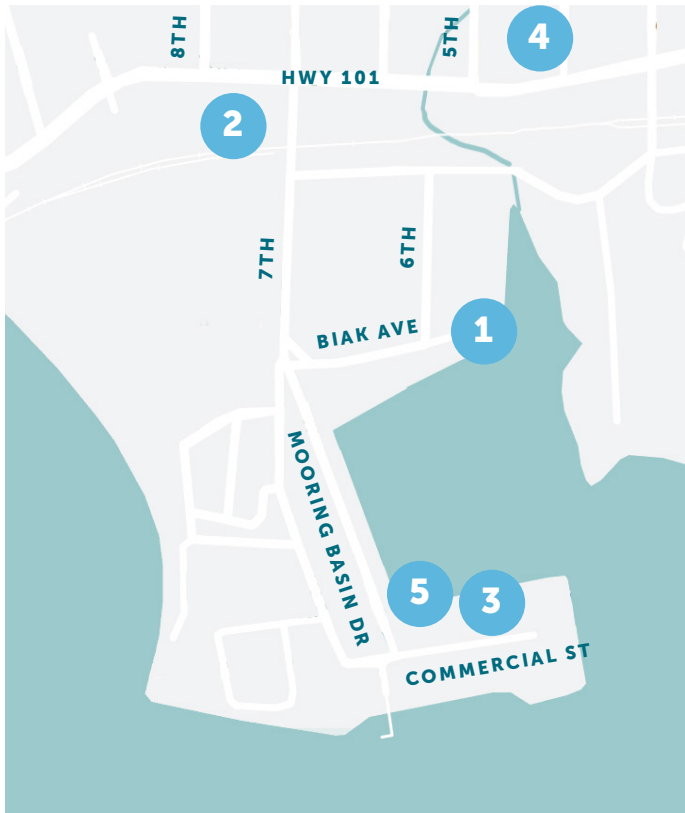 8TH
5TH
4
HWY 101
2
7TH
6TH
BIAK AVE
1
MOORING BASIN DR
5
3
COMMERCIAL ST